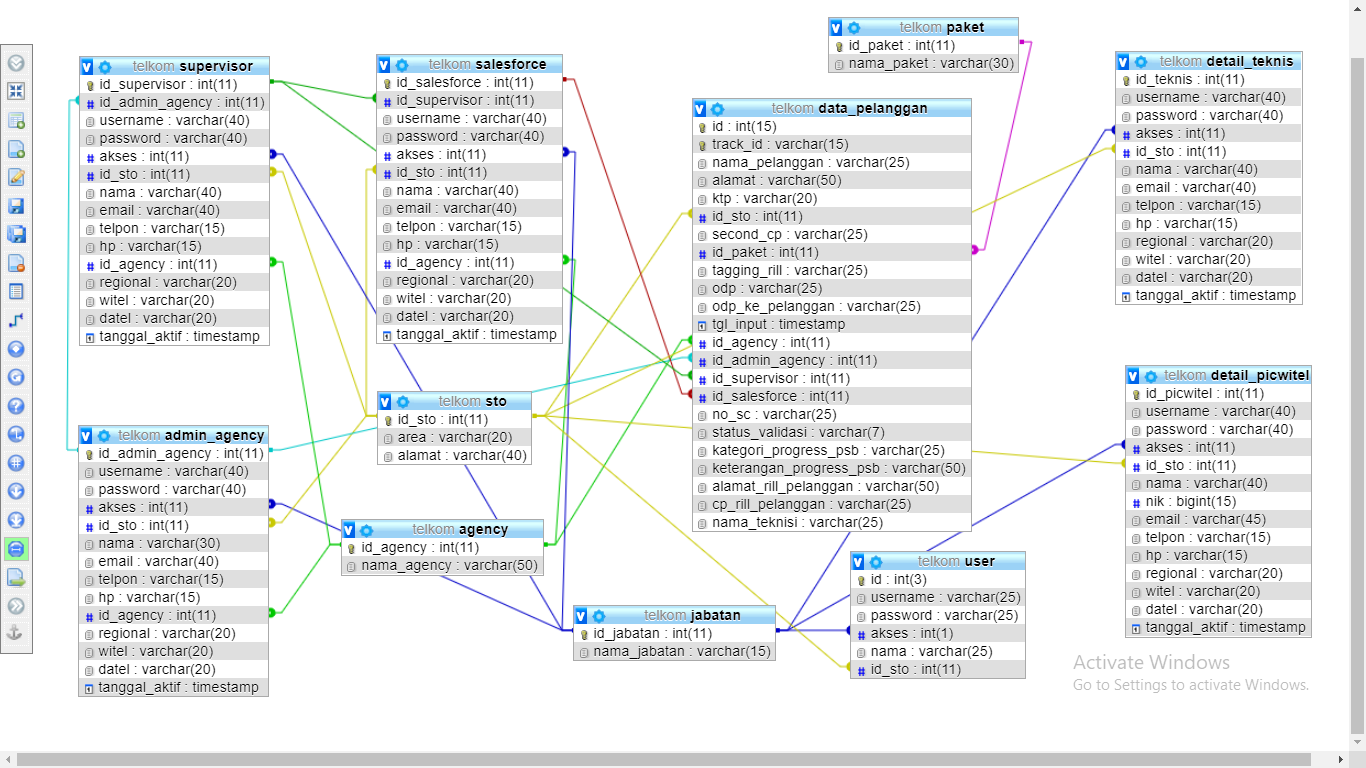 telkom supervisor
id_supervisor : int(11)
id_admin_agency : int(11)
username : varchar(40)
password : varchar(40)
akses : int(11)
id_sto : int(11)
nama : varchar(40)
email : varchar(40)
telpon : varchar(15)
hp : varchar(15)
id_agency : int(11)
regional : varchar(20)
witel : varchar(20)
datel : varchar(20)
tanggal_aktif : timestamp
telkom admin_agency
id_admin_agency : int(11)
username : varchar(40)
password : varchar(40)
akses : int(11)
id_sto : int(11)
nama : varchar(30)
email : varchar(40)
telpon : varchar(15)
hp : varchar(15)
id_agency : int(11)
regional : varchar(20)
witel : varchar(20)
datel : varchar(20)
tanggal_aktif : timestamp
telkom salesforce
id_salesforce : int(11)
id_supervisor : int(11)
username : varchar(40)
password : varchar(40)
akses : int(11)
id_sto : int(11)
nama : varchar(40)
email : varchar(40)
telpon : varchar(15)
hp : varchar(15)
id_agency : int(11)
regional : varchar(20)
witel : varchar(20)
datel : varchar(20)
tanggal_aktif : timestamp
telkom sto
id_sto : int(11)
area : varchar(20)
alamat : varchar(40)
telkom agency
id_agency : int(11)
nama_agency : varchar(50)
telkom jabatan
id_jabatan : int(11)
nama_jabatan : varchar(15)
telkom paket
id_paket : int(11)
nama_paket : varchar(30)
telkom data_pelanggan
id : int(15)
track_id : varchar(15)
nama_pelanggan : varchar(25)
alamat : varchar(50)
ktp : varchar(20)
id_sto : int(11)
second_cp : varchar(25)
id_paket : int(11)
tagging_rill : varchar(25)
odp : varchar(25)
odp_ke_pelanggan : varchar(25)
tgl_input : timestamp
id_agency : int(11)
id_admin_agency : int(11)
id_supervisor : int(11)
id_salesforce : int(11)
no_sc : varchar(25)
status_validasi : varchar(7)
kategori_progress_psb : varchar(25)
keterangan_progress_psb : varchar(50)
alamat_rill_pelanggan : varchar(50)
cp_rill_pelanggan : varchar(25)
nama_teknisi : varchar(25)
telkom user
id : int(3)
username : varchar(25)
password : varchar(25)
akses : int(1)
nama : varchar(25)
id_sto : int(11)
telkom detail_teknis
id_teknis : int(11)
username : varchar(40)
password : varchar(40)
akses : int(11)
id_sto : int(11)
nama : varchar(40)
email : varchar(40)
telpon : varchar(15)
hp : varchar(15)
regional : varchar(20)
witel : varchar(20)
datel : varchar(20)
tanggal_aktif : timestamp
telkom detail_picwitel
id_picwitel : int(11)
username : varchar(40)
password : varchar(40)
akses : int(11)
id_sto : int(11)
nama : varchar(40)
nik : bigint(15)
email : varchar(45)
telpon : varchar(15)
hp : varchar(15)
regional : varchar(20)
witel : varchar(20)
datel : varchar(20)
tanggal_aktif : timestamp
Activate Windows
Go to Settings to activate Windows.